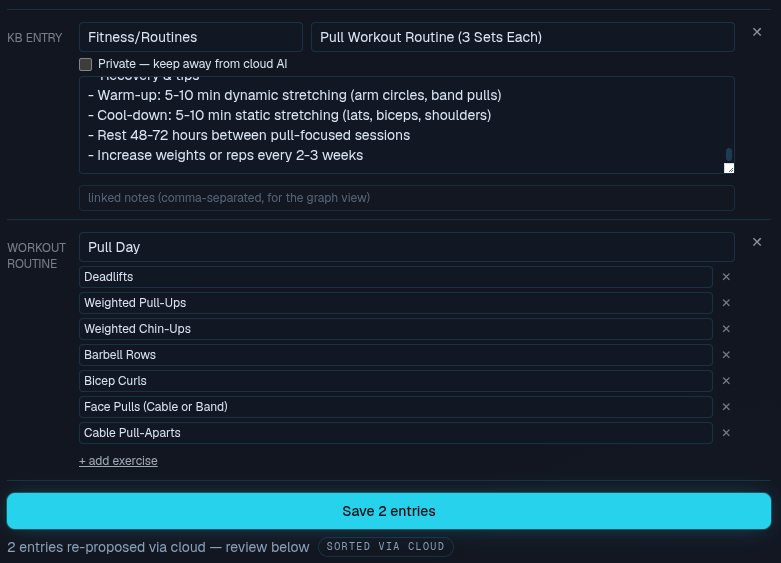 KB ENTRY
Fitness/Routines
Pull Workout Routine (3 Sets Each)
Private — keep away from cloud AI
Recovery & tips
- Warm-up: 5-10 min dynamic stretching (arm circles, band pulls)
- Cool-down: 5-10 min static stretching (lats, biceps, shoulders)
- Rest 48-72 hours between pull-focused sessions
- Increase weights or reps every 2-3 weeks
linked notes (comma-separated, for the graph view)
WORKOUT
ROUTINE
Pull Day
Deadlifts
Weighted Pull-Ups
Weighted Chin-Ups
Barbell Rows
Bicep Curls
Face Pulls (Cable or Band)
Cable Pull-Aparts
+ add exercise
Save 2 entries
2 entries re-proposed via cloud — review below SORTED VIA CLOUD